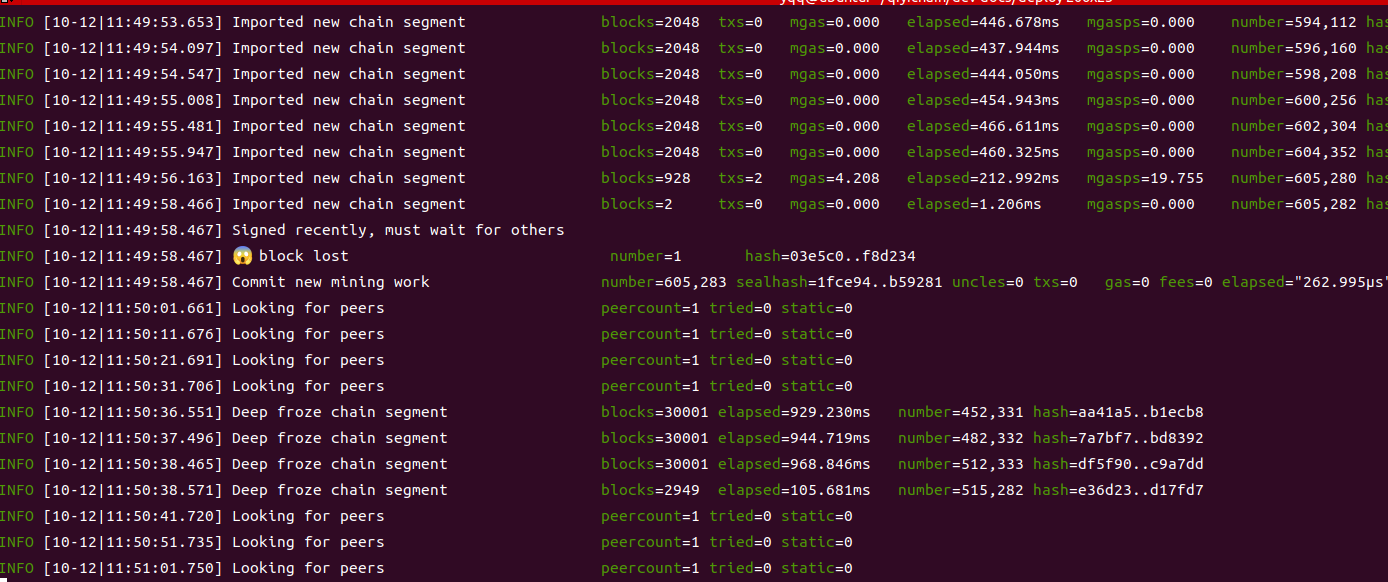 INFO [10-12|11:49:53.653] Imported new chain segment blocks=2048 txs=0 mgas=0.000 elapsed=446.678ms mgasps=0.000 number=594,112 has
INFO [10-12|11:49:54.097] Imported new chain segment blocks=2048 txs=0 mgas=0.000 elapsed=437.944ms mgasps=0.000 number=596,160 has
INFO [10-12|11:49:54.547] Imported new chain segment blocks=2048 txs=0 mgas=0.000 elapsed=444.050ms mgasps=0.000 number=598,208 has
INFO [10-12|11:49:55.008] Imported new chain segment blocks=2048 txs=0 mgas=0.000 elapsed=454.943ms mgasps=0.000 number=600,256 has
INFO [10-12|11:49:55.481] Imported new chain segment blocks=2048 txs=0 mgas=0.000 elapsed=466.611ms mgasps=0.000 number=602,304 has
INFO [10-12|11:49:55.947] Imported new chain segment blocks=2048 txs=0 mgas=0.000 elapsed=460.325ms mgasps=0.000 number=604,352 has
INFO [10-12|11:49:56.163] Imported new chain segment blocks=928 txs=2 mgas=4.208 elapsed=212.992ms mgasps=19.755 number=605,280 has
INFO [10-12|11:49:58.466] Imported new chain segment blocks=2 txs=0 mgas=0.000 elapsed=1.206ms mgasps=0.000 number=605,282 has
INFO [10-12|11:49:58.467] Signed recently, must wait for others
INFO [10-12|11:49:58.467] 😱 block lost number=1 hash=03e5c0..f8d234
INFO [10-12|11:49:58.467] Commit new mining work number=605,283 sealhash=1fce94..b59281 uncles=0 txs=0 gas=0 fees=0 elapsed="262.995µs"
INFO [10-12|11:50:01.661] Looking for peers peercount=1 tried=0 static=0
INFO [10-12|11:50:11.676] Looking for peers peercount=1 tried=0 static=0
INFO [10-12|11:50:21.691] Looking for peers peercount=1 tried=0 static=0
INFO [10-12|11:50:31.706] Looking for peers peercount=1 tried=0 static=0
INFO [10-12|11:50:36.551] Deep froze chain segment blocks=30001 elapsed=929.230ms number=452,331 hash=aa41a5..b1ecb8
INFO [10-12|11:50:37.496] Deep froze chain segment blocks=30001 elapsed=944.719ms number=482,332 hash=7a7bf7..bd8392
INFO [10-12|11:50:38.465] Deep froze chain segment blocks=30001 elapsed=968.846ms number=512,333 hash=df5f90..c9a7dd
INFO [10-12|11:50:38.571] Deep froze chain segment blocks=2949 elapsed=105.681ms number=515,282 hash=e36d23..d17fd7
INFO [10-12|11:50:41.720] Looking for peers peercount=1 tried=0 static=0
INFO [10-12|11:50:51.735] Looking for peers peercount=1 tried=0 static=0
INFO [10-12|11:51:01.750] Looking for peers peercount=1 tried=0 static=0